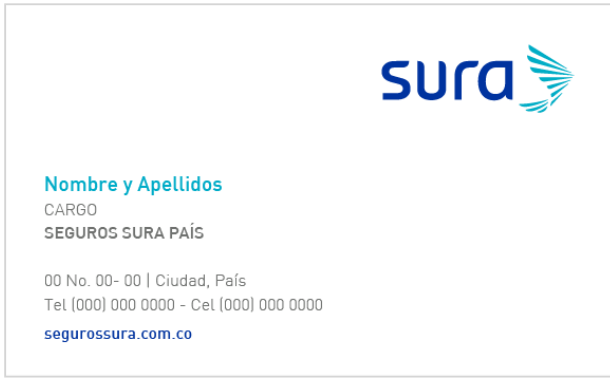 sura
Nombre y Apellidos
CARGO
SEGUROS SURA PAÍS
00 No. 00- 00 | Ciudad, País
Tel (000) 000 0000 - Cel (000) 000 0000
segurossura.com.co